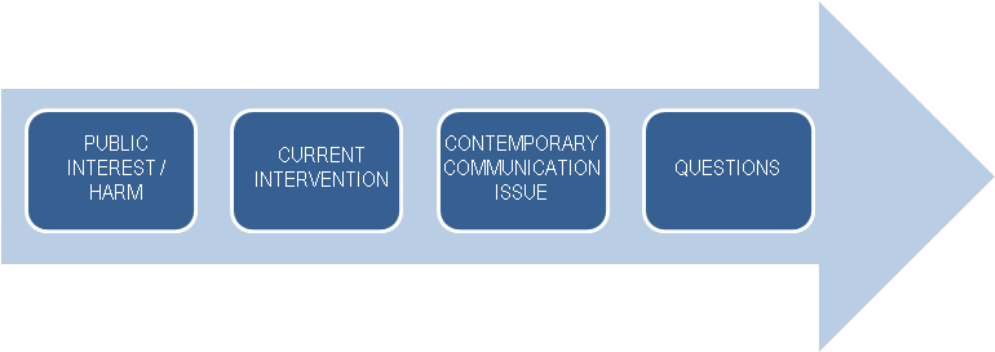 PUBLIC
INTEREST /
HARM
CURRENT
INTERVENTION
CONTEMPORARY
COMMUNICATION
ISSUE
QUESTIONS